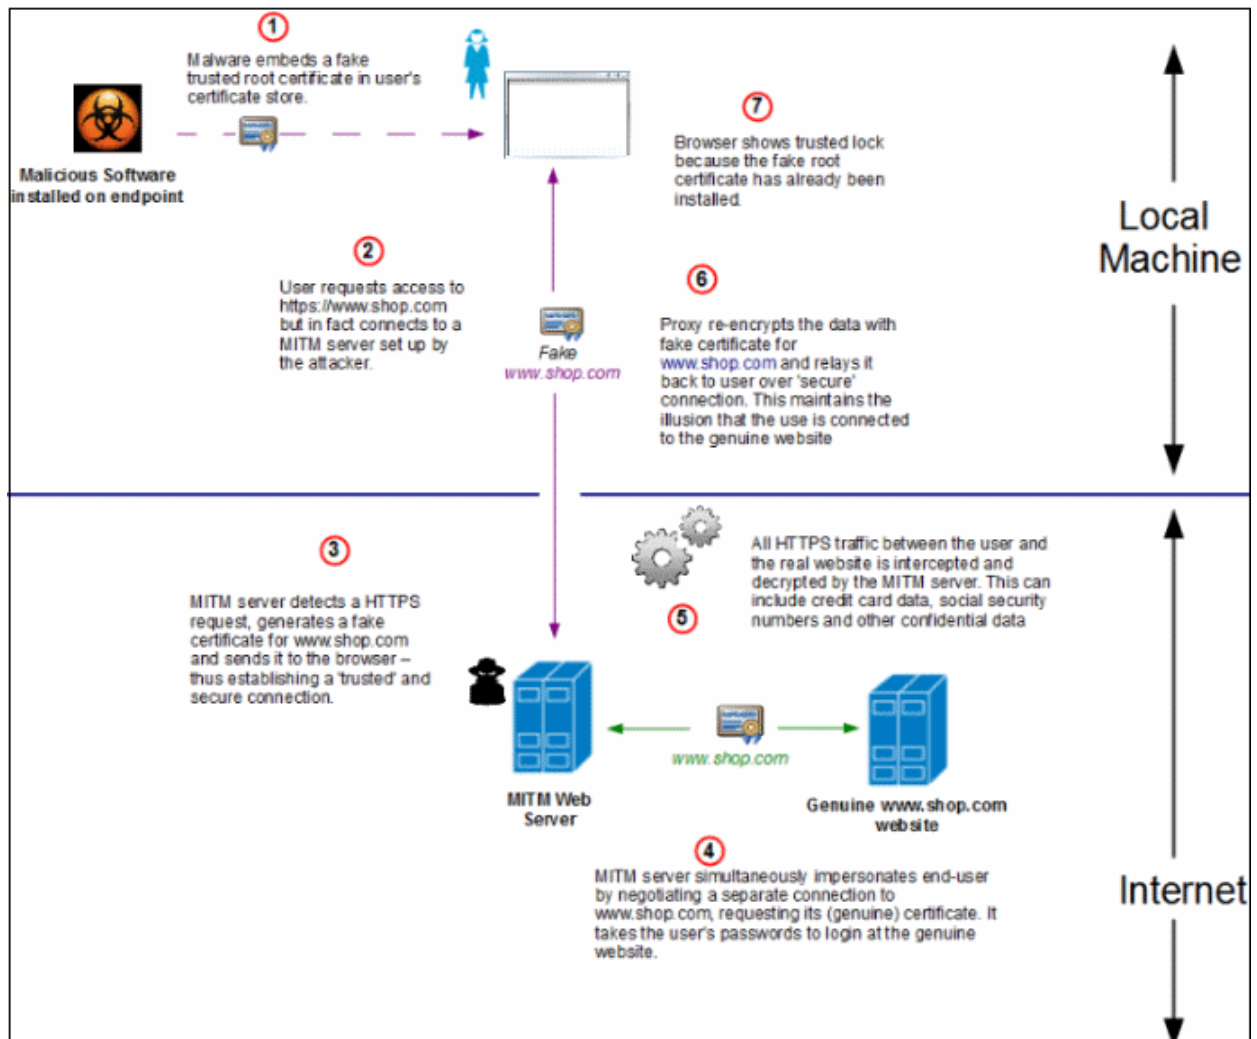 1
Malware embeds a fake
trusted root certificate in user's
certificate store.
Malicious Software
installed on endpoint
7
Browser shows trusted lock
because the fake root
certificate has already been
installed.
Local
Machine
2
User requests access to
https://www.shop.com
but in fact connects to a
MITM server set up by
the attacker.
Fake
www.shop.com
6
Proxy re-encrypts the data with
fake certificate for
www.shop.com and relays it
back to user over 'secure'
connection. This maintains the
illusion that the use is connected
to the genuine website
3
MITM server detects a HTTPS
request, generates a fake
certificate for www.shop.com
and sends it to the browser –
thus establishing a 'trusted' and
secure connection.
All HTTPS traffic between the user and
the real website is intercepted and
decrypted by the MITM server. This can
include credit card data, social security
numbers and other confidential data
5
www.shop.com
MITM Web
Server
Genuine www.shop.com
website
4
MITM server simultaneously impersonates end-user
by negotiating a separate connection to
www.shop.com, requesting its (genuine) certificate. It
takes the user's passwords to login at the genuine
website.
Internet